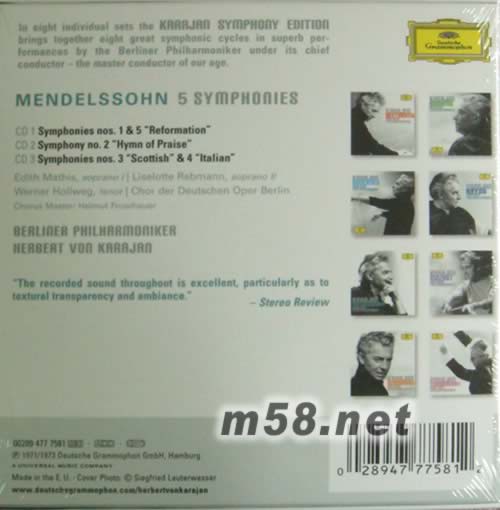 In eight individual sets the KARAJAN SYMPHONY EDITION
brings together eight great symphonic cycles in superb per-
formances by the Berliner Philharmoniker under its chief
conductor – the master conductor of our age.
Deutsche
Grammophon
MENDELSSOHN 5 SYMPHONIES
CD 1 Symphonies nos. 1 & 5 "Reformation"
CD 2 Symphony no. 2 "Hymn of Praise"
CD 3 Symphonies nos. 3 "Scottish" & 4 "Italian"
Edith Mathis, soprano I | Liselotte Rebmann, soprano II
Werner Hollweg, tenor | Chor der Deutschen Oper Berlin
Chorus Master: Helmut
BERLINER PHILHARMONIKER
HERBERT VON KARAJAN
"The recorded sound throughout is excellent, particularly as to
textural transparency and ambiance."
– Stereo Review
m58.net
00289 477 7581
℗ 1971/1973 Deutsche Grammophon GmbH, Hamburg
A UNIVERSAL MUSIC COMPANY
Made in the E. U. · Cover Photo: © Siegfried Lauterwasser
www.deutschegrammophon.com/herbertvonkarajan
0 28947 77581 2